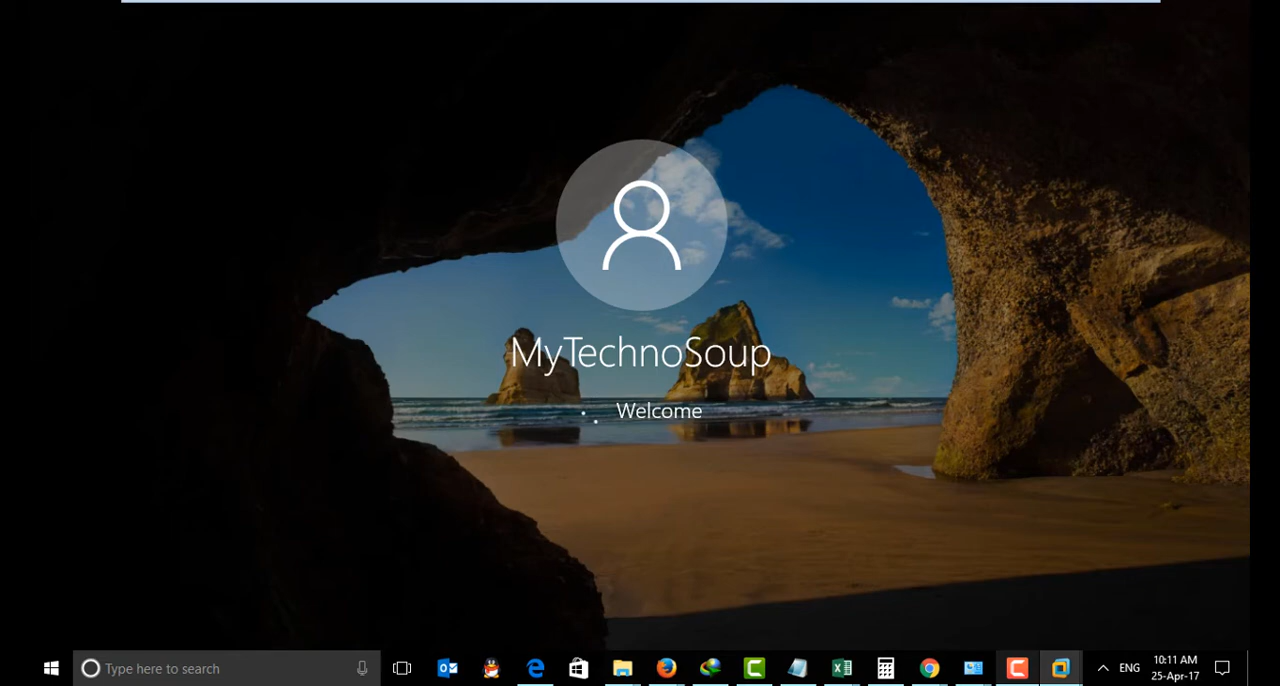 MyTechnoSoup
Welcome
Type here to search
ENG
10:11 AM
25-Apr-17